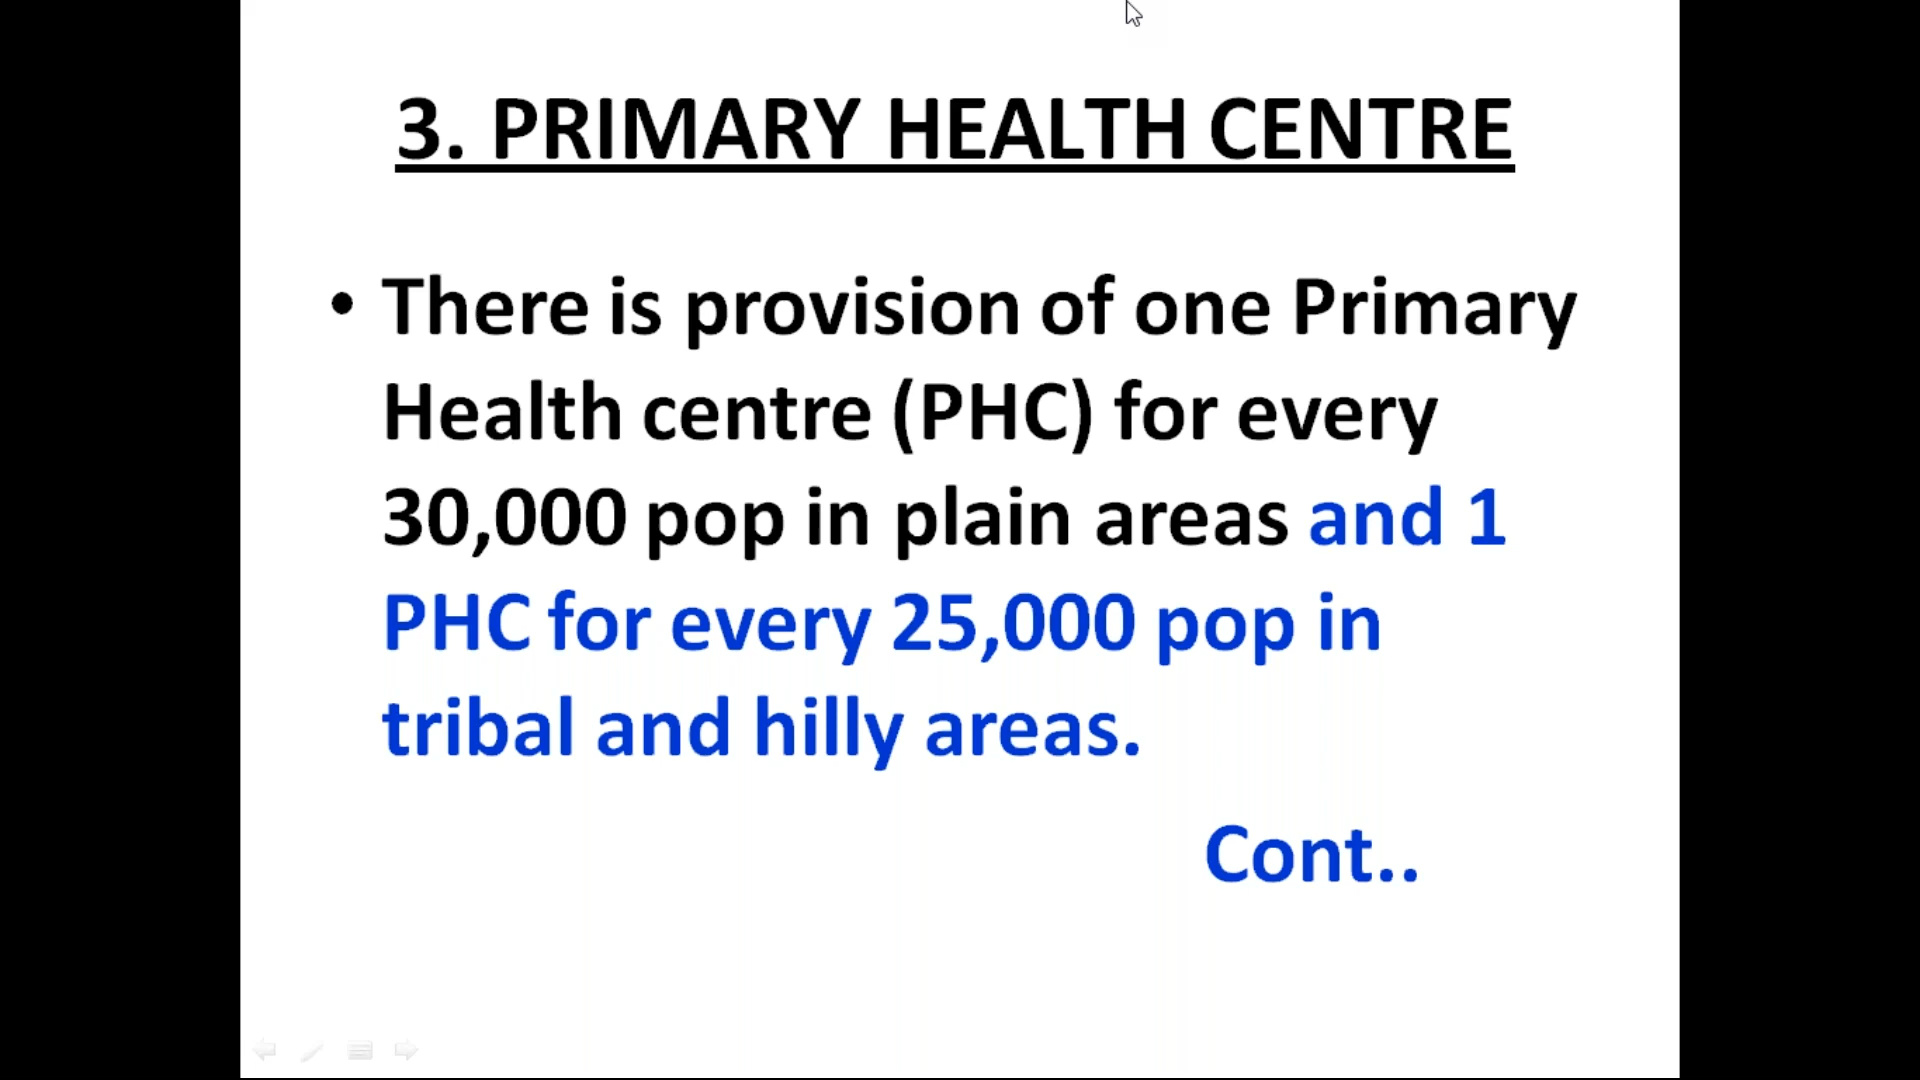 3. PRIMARY HEALTH CENTRE
• There is provision of one Primary
Health centre (PHC) for every
30,000 pop in plain areas and 1
PHC for every 25,000 pop in
tribal and hilly areas.
Cont..